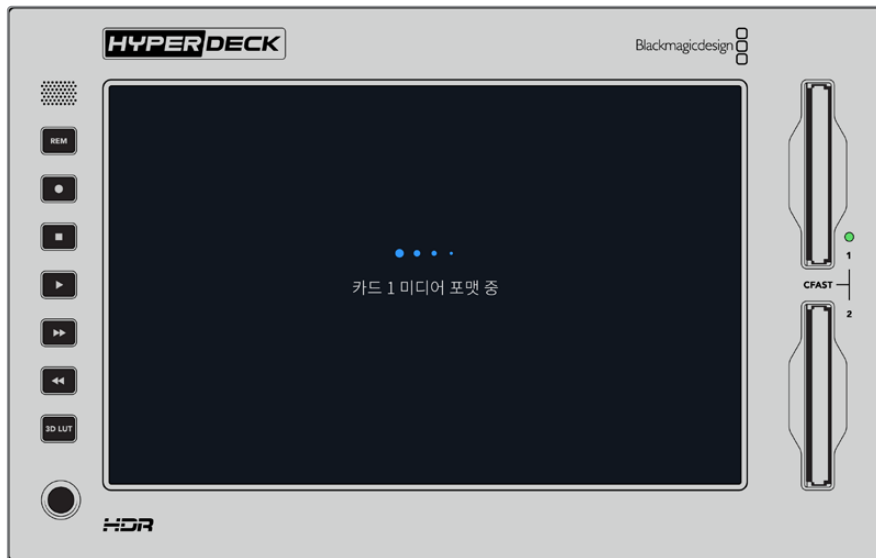 HYPERDECK
Blackmagicdesign
REM
카드 1 미디어 포맷 중
1
CFAST
2
3D LUT
HDR